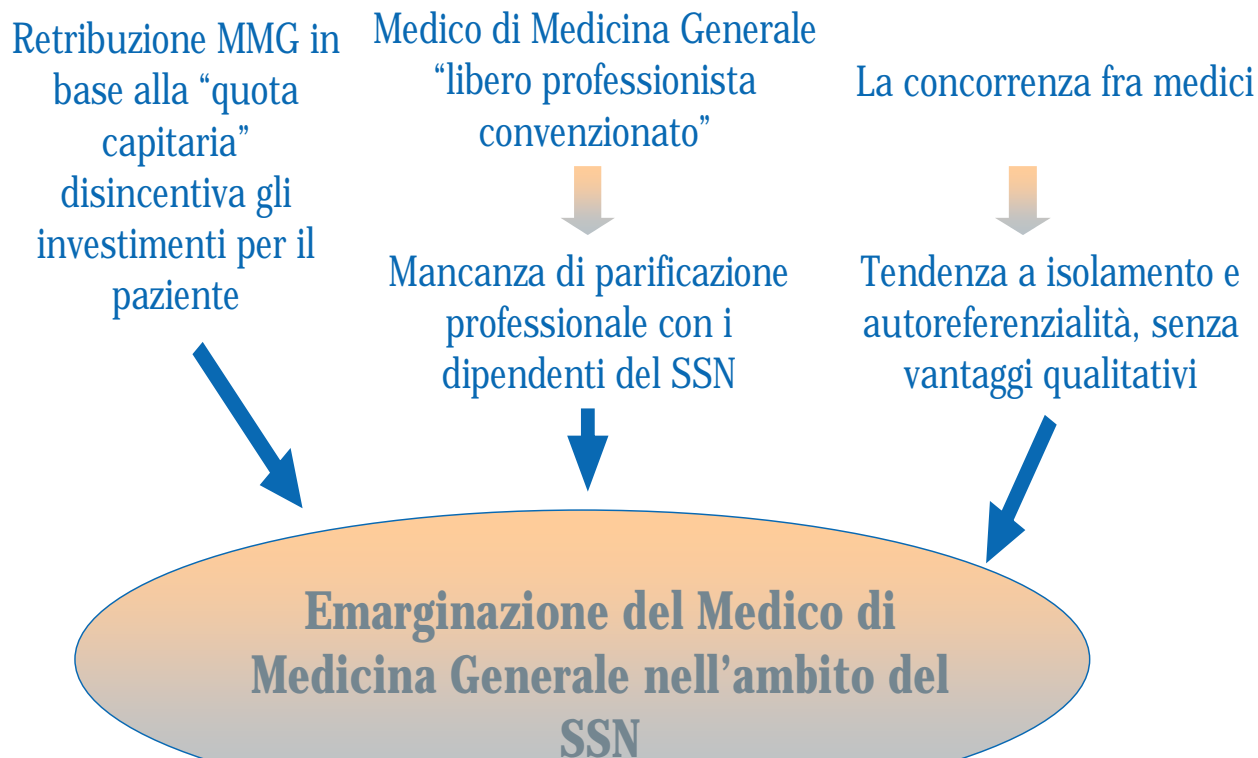 Retribuzione MMG in
base alla “quota
capitaria”
disincentiva gli
investimenti per il
paziente
Medico di Medicina Generale
“libero professionista
convenzionato”
Mancanza di parificazione
professionale con i
dipendenti del SSN
La concorrenza fra medici
Tendenza a isolamento e
autoreferenzialità, senza
vantaggi qualitativi
Emarginazione del Medico di
Medicina Generale nell’ambito del
SSN